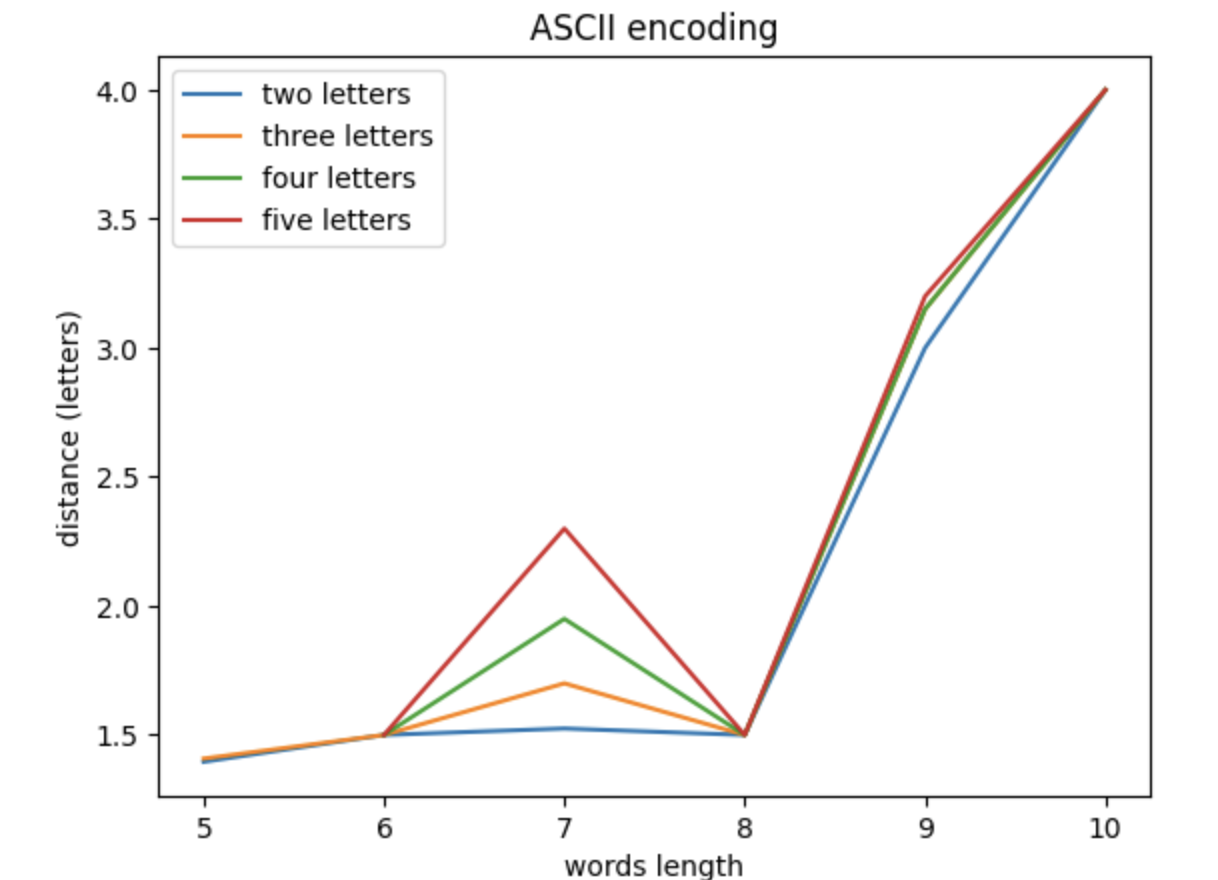 ASCII encoding
two letters
three letters
four letters
five letters
4.0
3.5
3.0
2.5
2.0
1.5
distance (letters)
5 6 7 8 9 10
words length